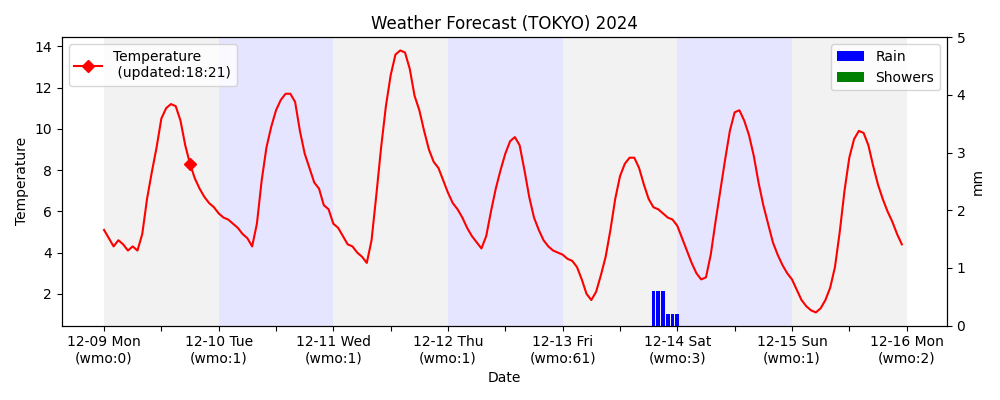 Weather Forecast (TOKYO) 2024
Temperature
(updated:18:21)
Rain
Showers
14
12
10
8
6
4
2
Temperature
5
4
3
2
1
0
mm
12-09 Mon
(wmo:0)
12-10 Tue
(wmo:1)
12-11 Wed
(wmo:1)
12-12 Thu
(wmo:1)
12-13 Fri
(wmo:61)
12-14 Sat
(wmo:3)
12-15 Sun
(wmo:1)
12-16 Mon
(wmo:2)
Date